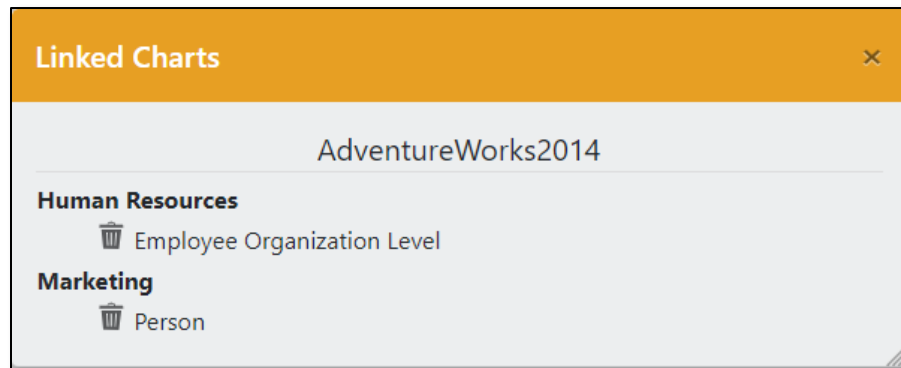 Linked Charts ×
AdventureWorks2014
Human Resources
Employee Organization Level
Marketing
Person